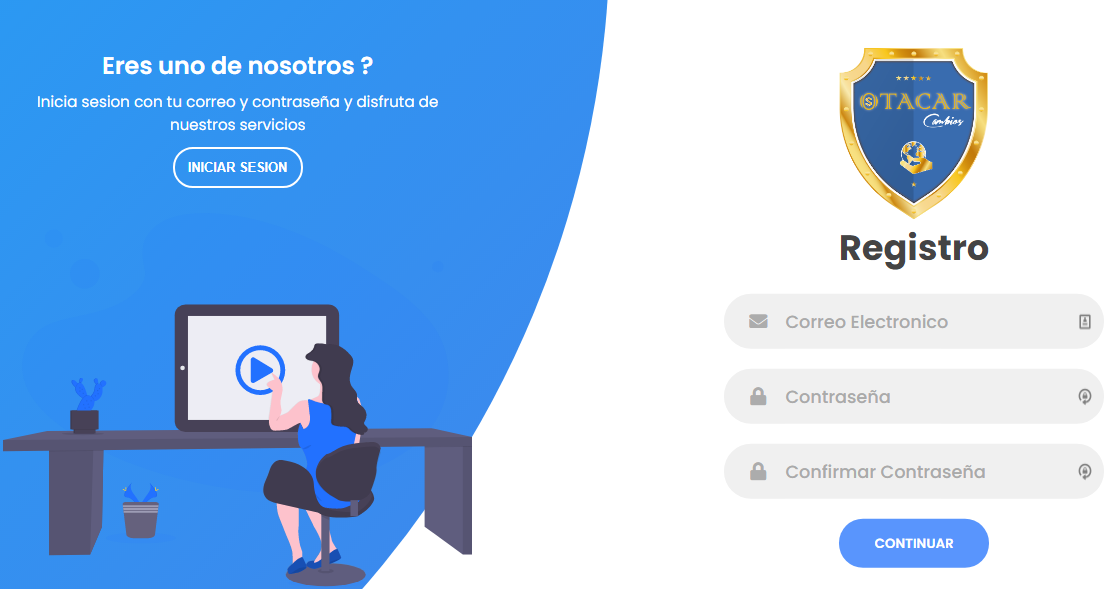 Eres uno de nosotros ?
Inicia sesion con tu correo y contraseña y disfruta de
nuestros servicios
INICIAR SESION
OTACAR
Cambios
Registro
Correo Electronico
Contraseña
Confirmar Contraseña
CONTINUAR